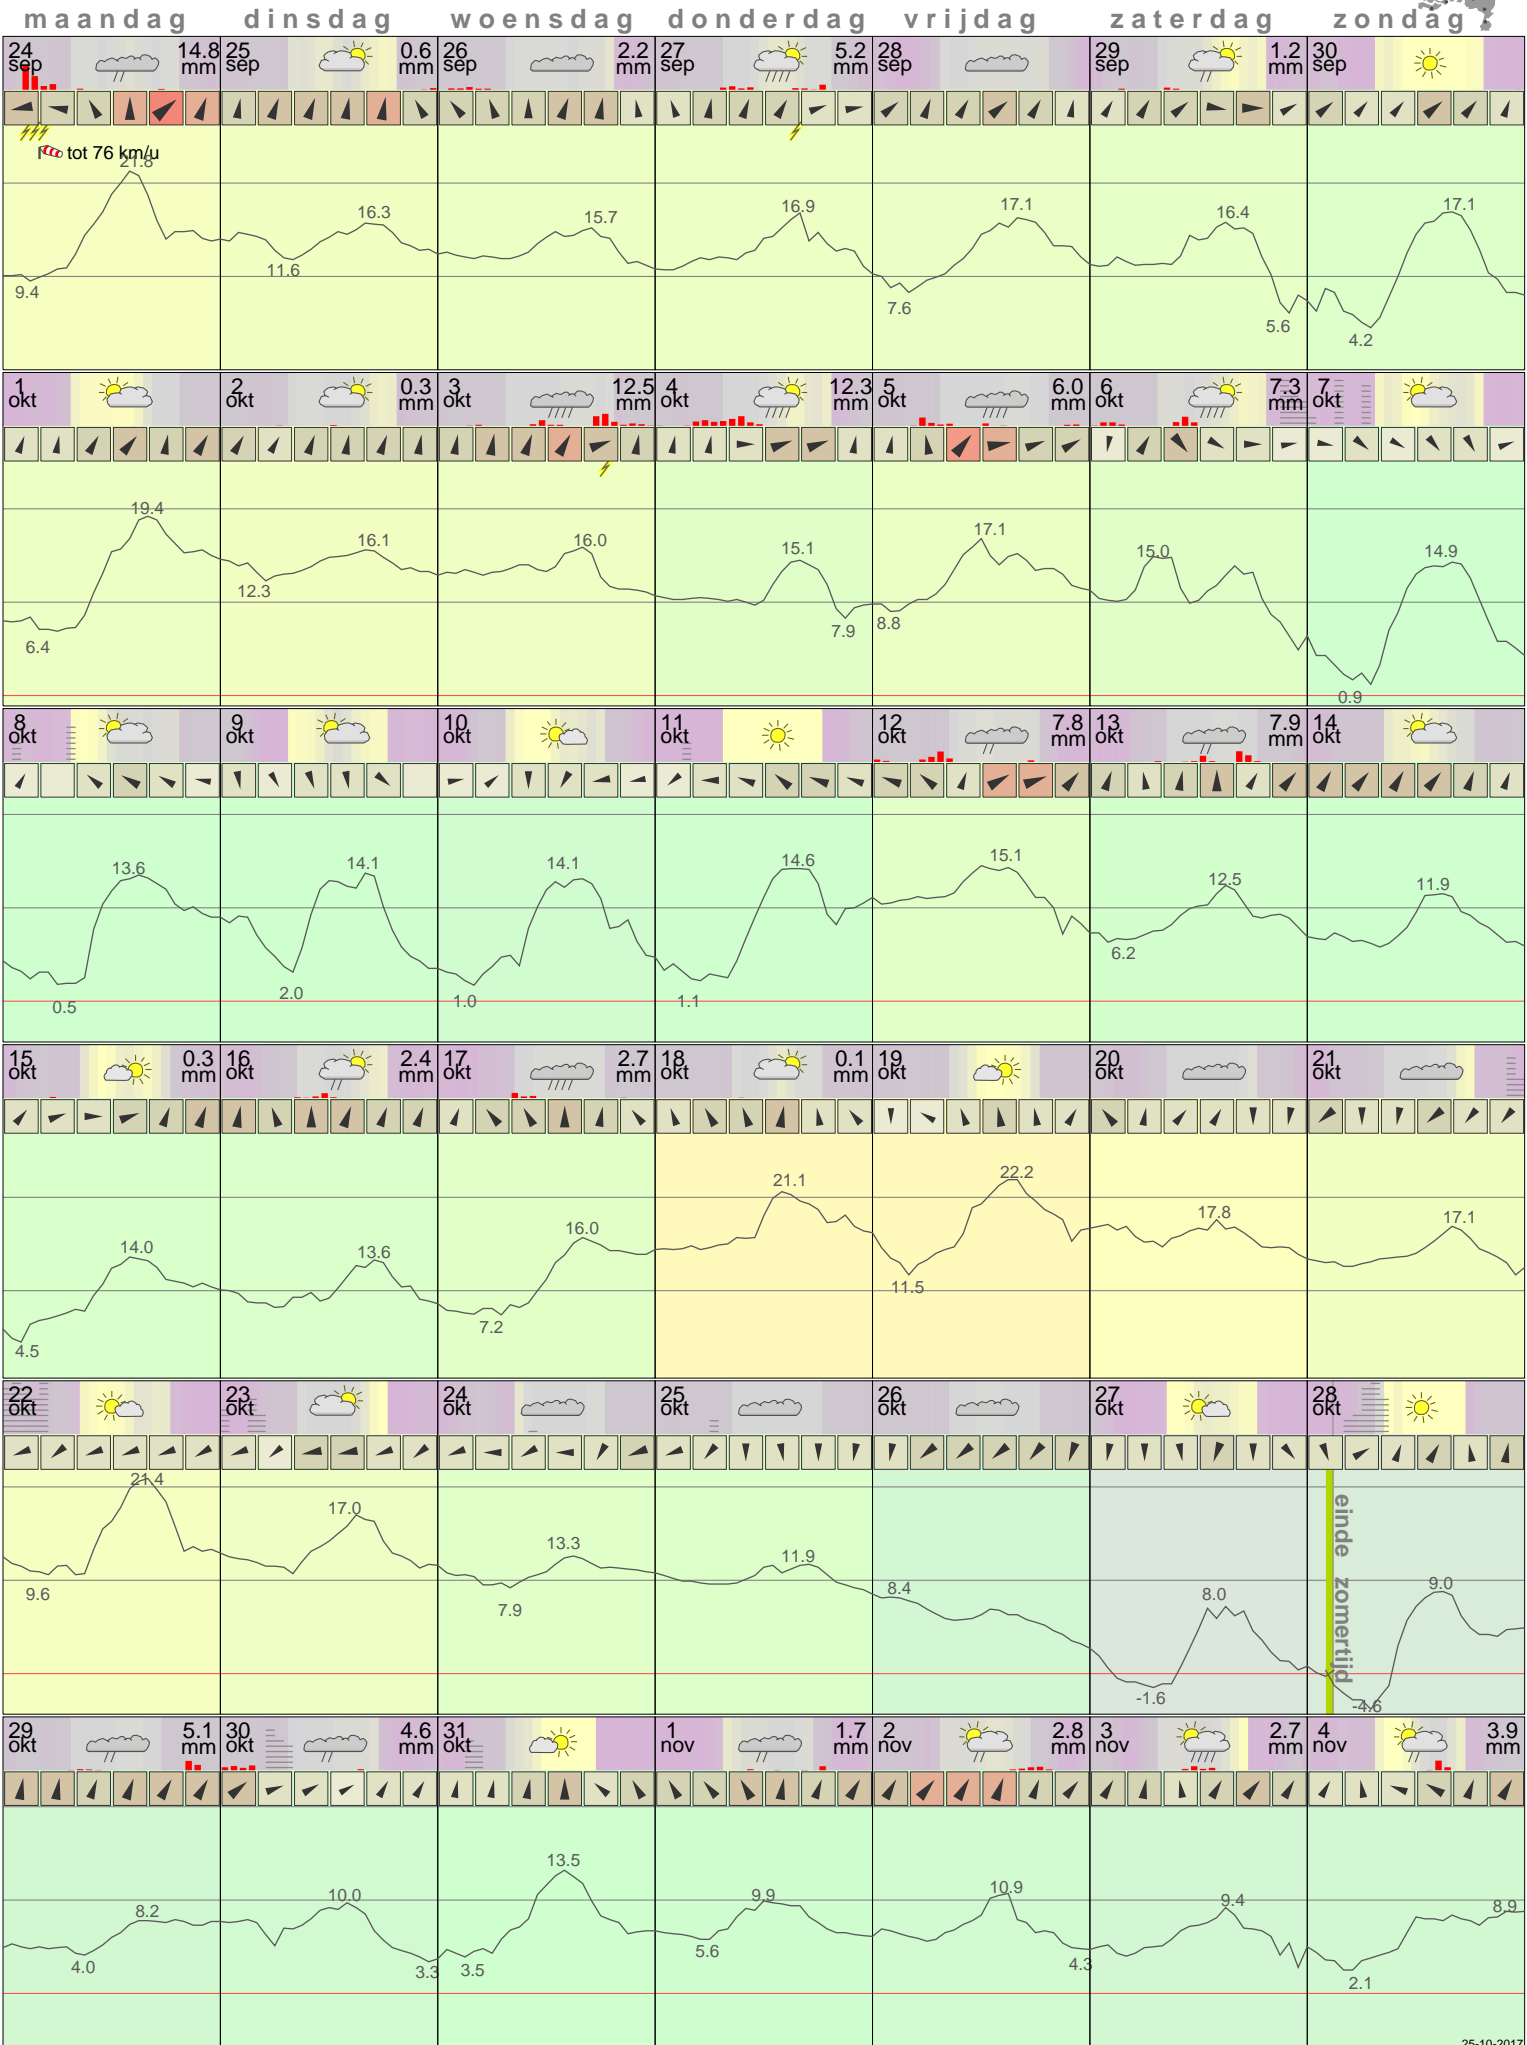 maandag dinsdag woensdag donderdag vrijdag zaterdag zondag
24 sep 14.8 mm 25 sep 0.6 mm 26 sep 2.2 mm 27 sep 5.2 mm 28 sep 29 sep 1.2 mm 30 sep
tot 76 km/u
21.8 16.3 15.7 16.9 17.1 16.4 17.1
9.4 11.6 7.6 5.6 4.2
1 okt 2 okt 0.3 mm 3 okt 12.5 mm 4 okt 12.3 mm 5 okt 6.0 mm 6 okt 7.3 mm 7 okt
19.4 16.1 16.0 15.1 17.1 15.0 14.9
6.4 12.3 7.9 8.8 0.9
8 okt 9 okt 10 okt 11 okt 12 okt 7.8 mm 13 okt 7.9 mm 14 okt
13.6 14.1 14.1 14.6 15.1 12.5 11.9
0.5 2.0 1.0 1.1 6.2
15 okt 0.3 mm 16 okt 2.4 mm 17 okt 2.7 mm 18 okt 0.1 mm 19 okt 20 okt 21 okt
14.0 13.6 16.0 21.1 22.2 17.8 17.1
4.5 7.2 11.5
22 okt 23 okt 24 okt 25 okt 26 okt 27 okt 28 okt
21.4 17.0 13.3 11.9 8.4 8.0 9.0
9.6 7.9 -1.6 -4.6
einde zomertijd
29 okt 5.1 mm 30 okt 4.6 mm 31 okt 1 nov 1.7 mm 2 nov 2.8 mm 3 nov 2.7 mm 4 nov 3.9 mm
8.2 10.0 13.5 9.9 10.9 9.4 8.9
4.0 3.3 3.5 5.6 4.3 2.1
25-10-2017